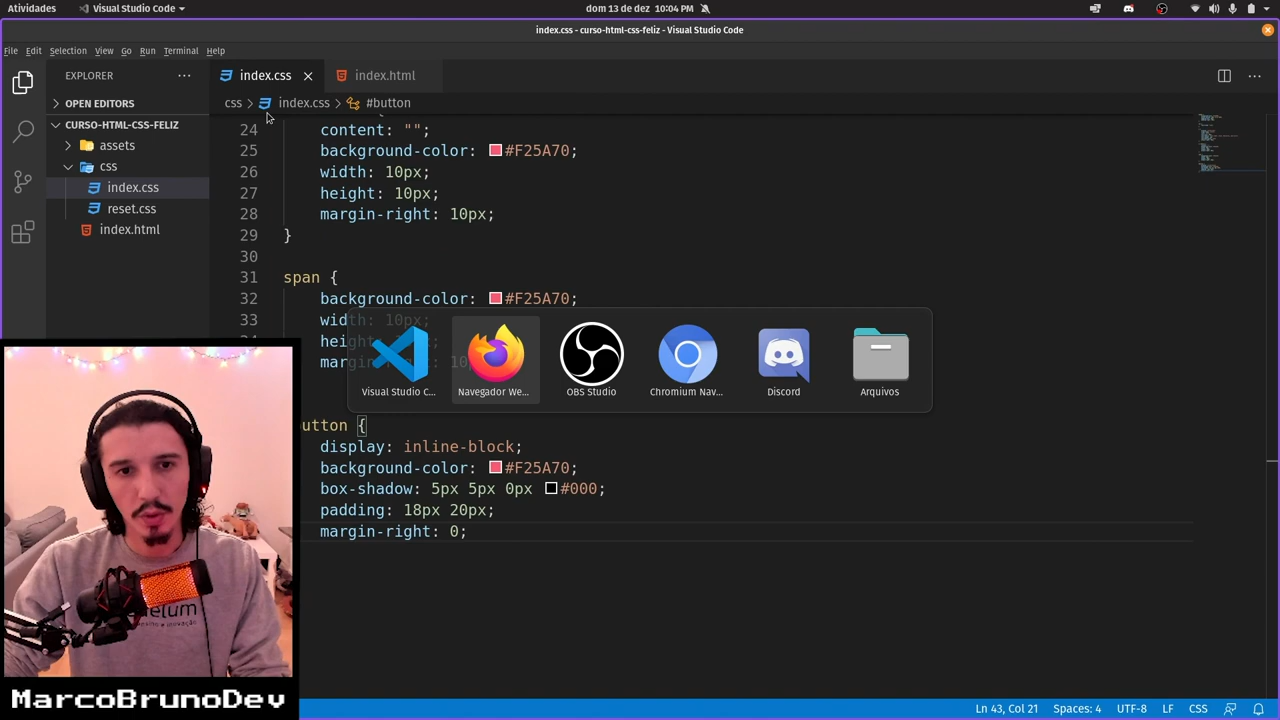 Atividades
Visual Studio Code
dom 13 de dez 10:04 PM
index.css - curso-html-css-feliz - Visual Studio Code
File Edit Selection View Go Run Terminal Help
EXPLORER
index.css
index.html
OPEN EDITORS
css > index.css > #button
CURSO-HTML-CSS-FELIZ
assets
css
index.css
reset.css
index.html
24 content: "";
25 background-color: #F25A70;
26 width: 10px;
27 height: 10px;
28 margin-right: 10px;
29 }
30
31 span {
32 background-color: #F25A70;
33 width: 10px;
Visual Studio C...
Navegador We...
OBS Studio
Chromium Nav...
Discord
Arquivos
utton {
display: inline-block;
background-color: #F25A70;
box-shadow: 5px 5px 0px #000;
padding: 18px 20px;
margin-right: 0;
MarcoBrunoDev
Ln 43, Col 21 Spaces: 4 UTF-8 LF CSS